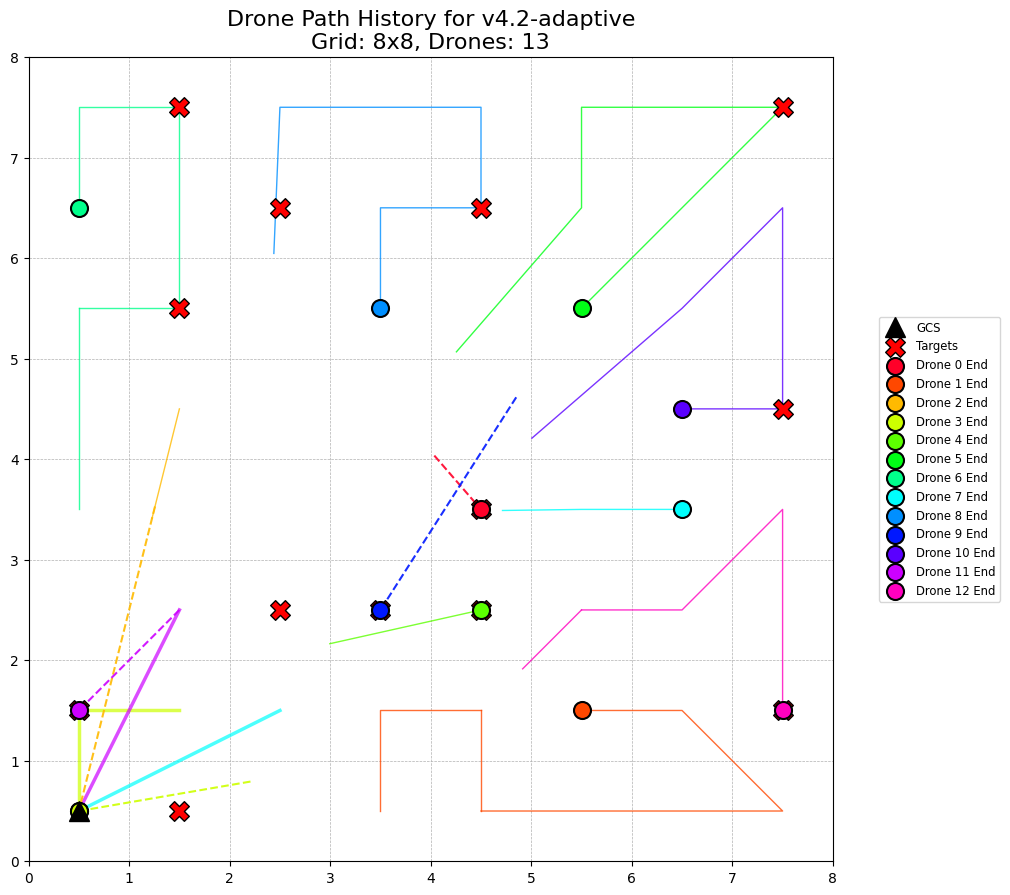 Drone Path History for v4.2-adaptive
Grid: 8x8, Drones: 13
8
7
6
5
4
3
2
1
0
0 1 2 3 4 5 6 7 8
GCS
Targets
Drone 0 End
Drone 1 End
Drone 2 End
Drone 3 End
Drone 4 End
Drone 5 End
Drone 6 End
Drone 7 End
Drone 8 End
Drone 9 End
Drone 10 End
Drone 11 End
Drone 12 End